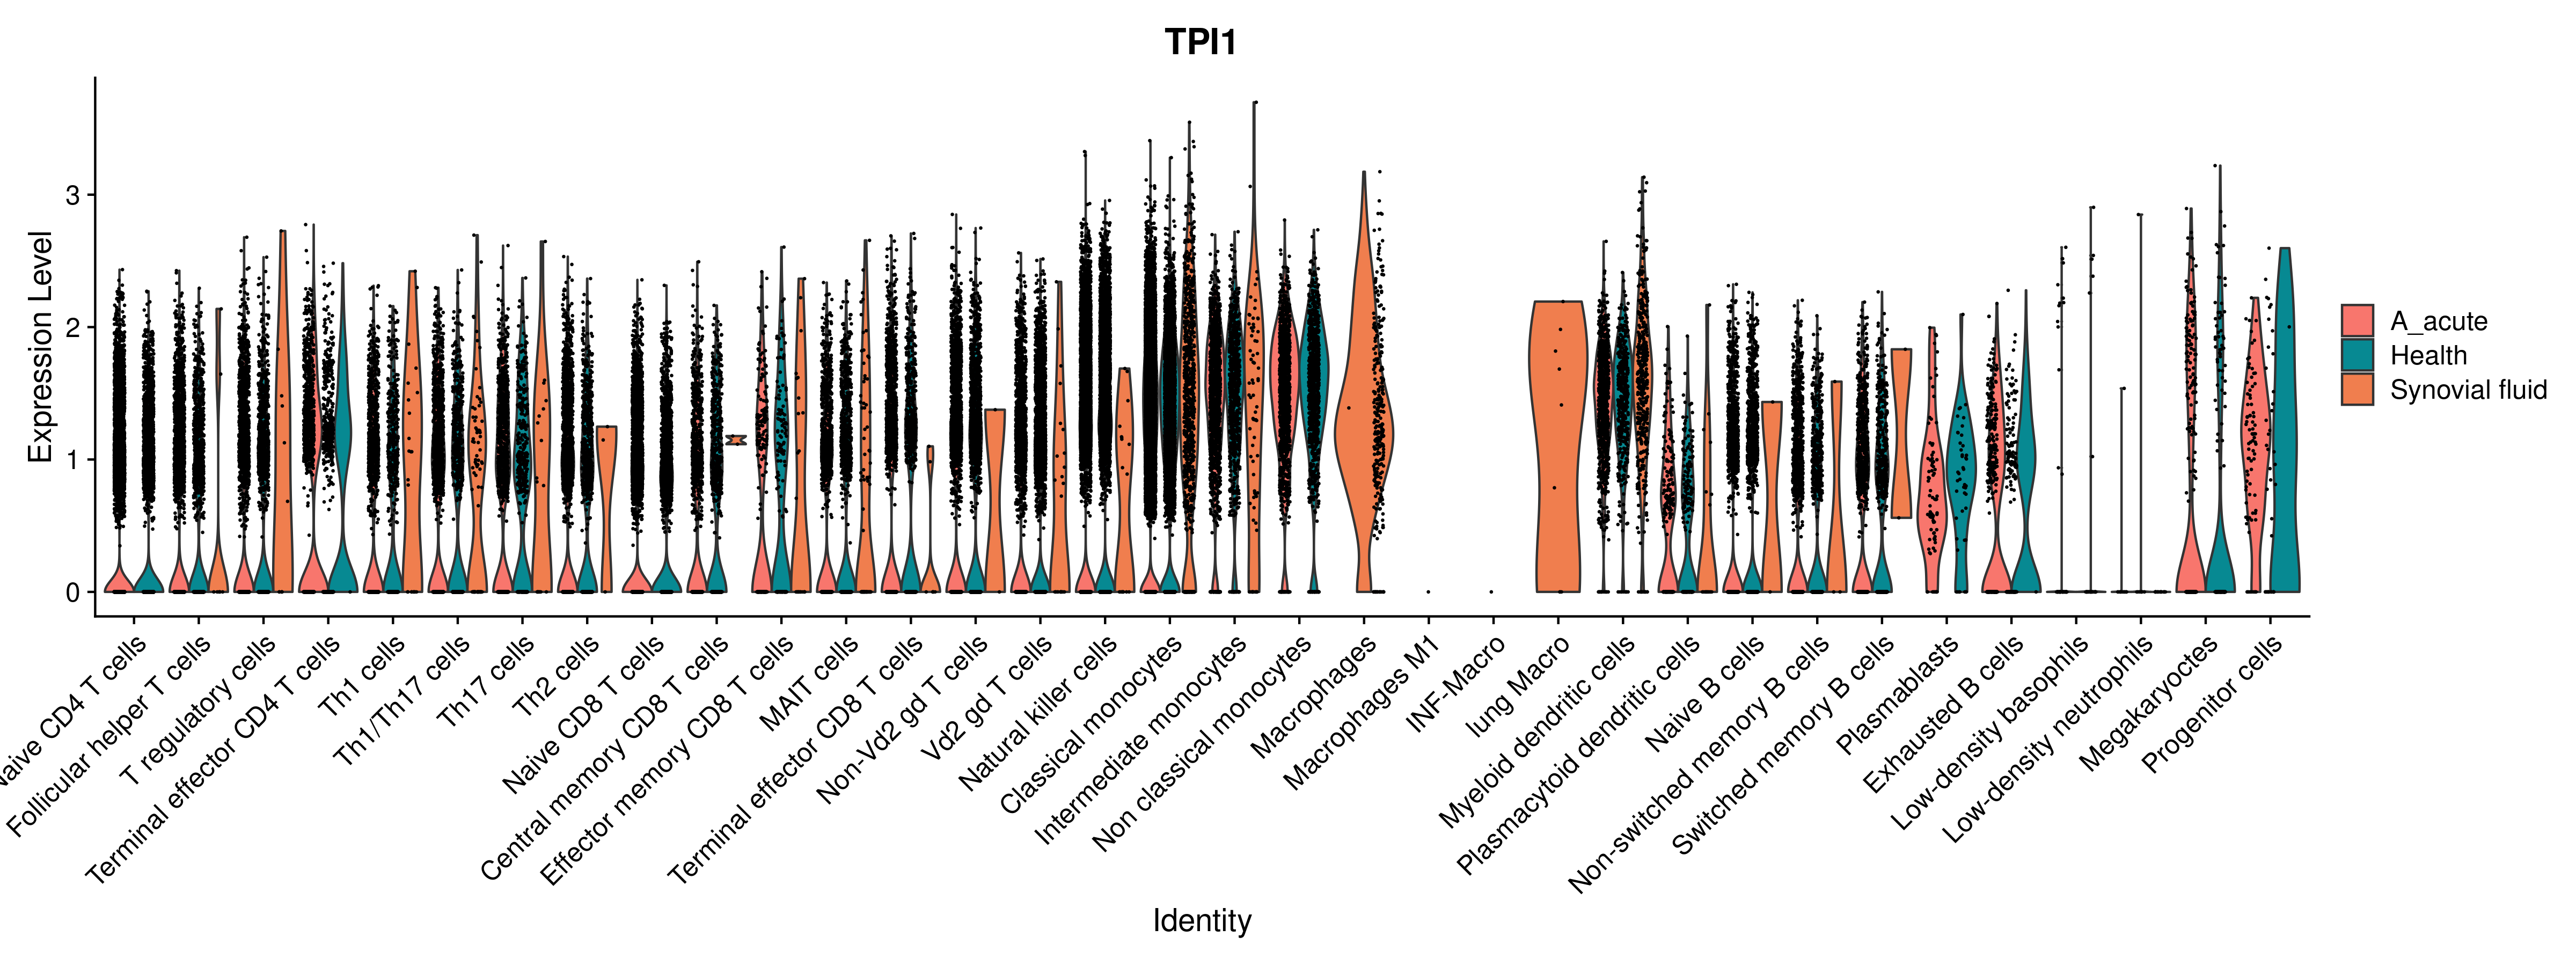 TPI1
Expression Level
3
2
1
0
A_acute
Health
Synovial fluid
Naive CD4 T cells
Follicular helper T cells
T regulatory cells
Terminal effector CD4 T cells
Th1 cells
Th1/Th17 cells
Th17 cells
Th2 cells
Naive CD8 T cells
Central memory CD8 T cells
Effector memory CD8 T cells
MAIT cells
Terminal effector CD8 T cells
Non-Vd2 gd T cells
Vd2 gd T cells
Natural killer cells
Classical monocytes
Intermediate monocytes
Non classical monocytes
Macrophages
Macrophages M1
INF-Macro
lung Macro
Myeloid dendritic cells
Plasmacytoid dendritic cells
Naive B cells
Non-switched memory B cells
Switched memory B cells
Plasmablasts
Exhausted B cells
Low-density basophils
Low-density neutrophils
Megakaryoctes
Progenitor cells
Identity